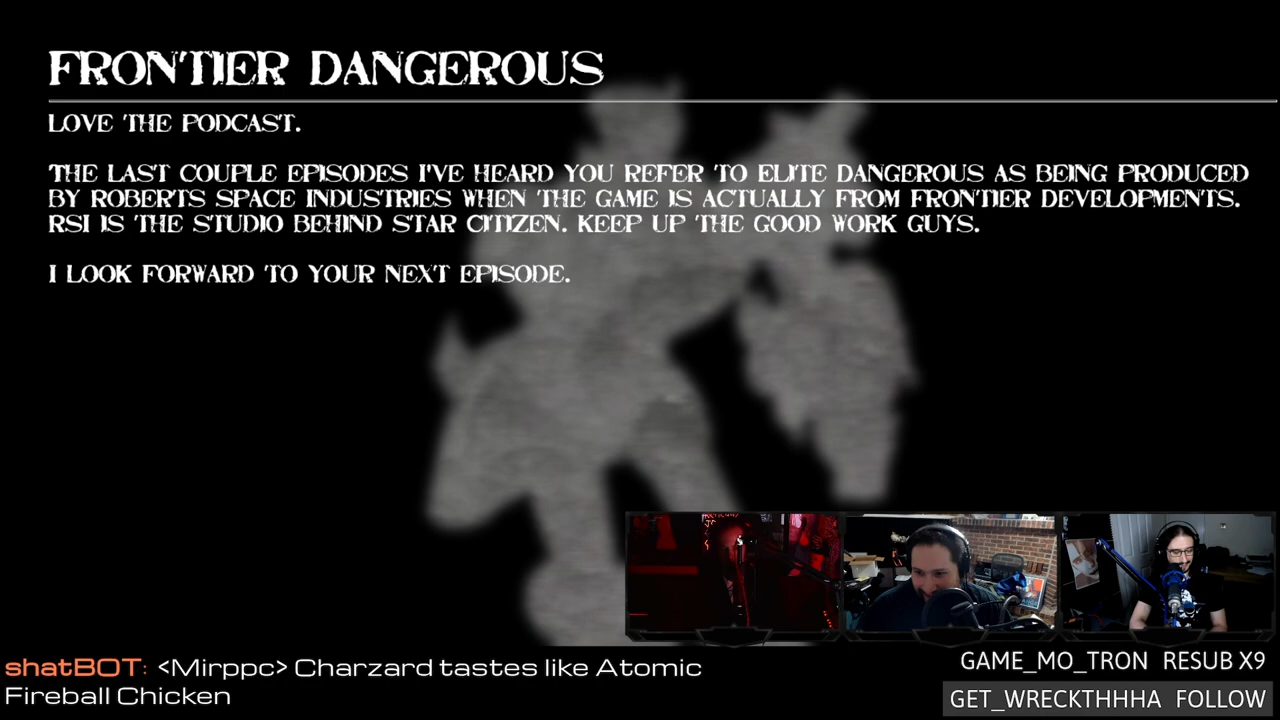 FRONTIER DANGEROUS
LOVE THE PODCAST.
THE LAST COUPLE EPISODES I'VE HEARD YOU REFER TO ELITE DANGEROUS AS BEING PRODUCED
BY ROBERTS SPACE INDUSTRIES WHEN THE GAME IS ACTUALLY FROM FRONTIER DEVELOPMENTS.
RSI IS THE STUDIO BEHIND STAR CITIZEN. KEEP UP THE GOOD WORK GUYS.
I LOOK FORWARD TO YOUR NEXT EPISODE.
shatBOT: <Mirppc> Charzard tastes like Atomic
Fireball Chicken
GAME_MO_TRON RESUB X9
GET_WRECKTHHHHA FOLLOW